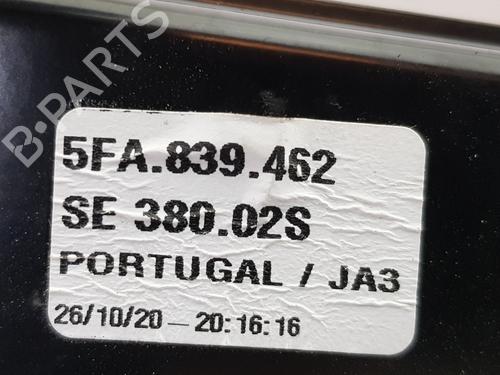 B-PARTS
5FA.839.462
SE 380.02S
PORTUGAL / JA3
26/10/20 - 20:16:16